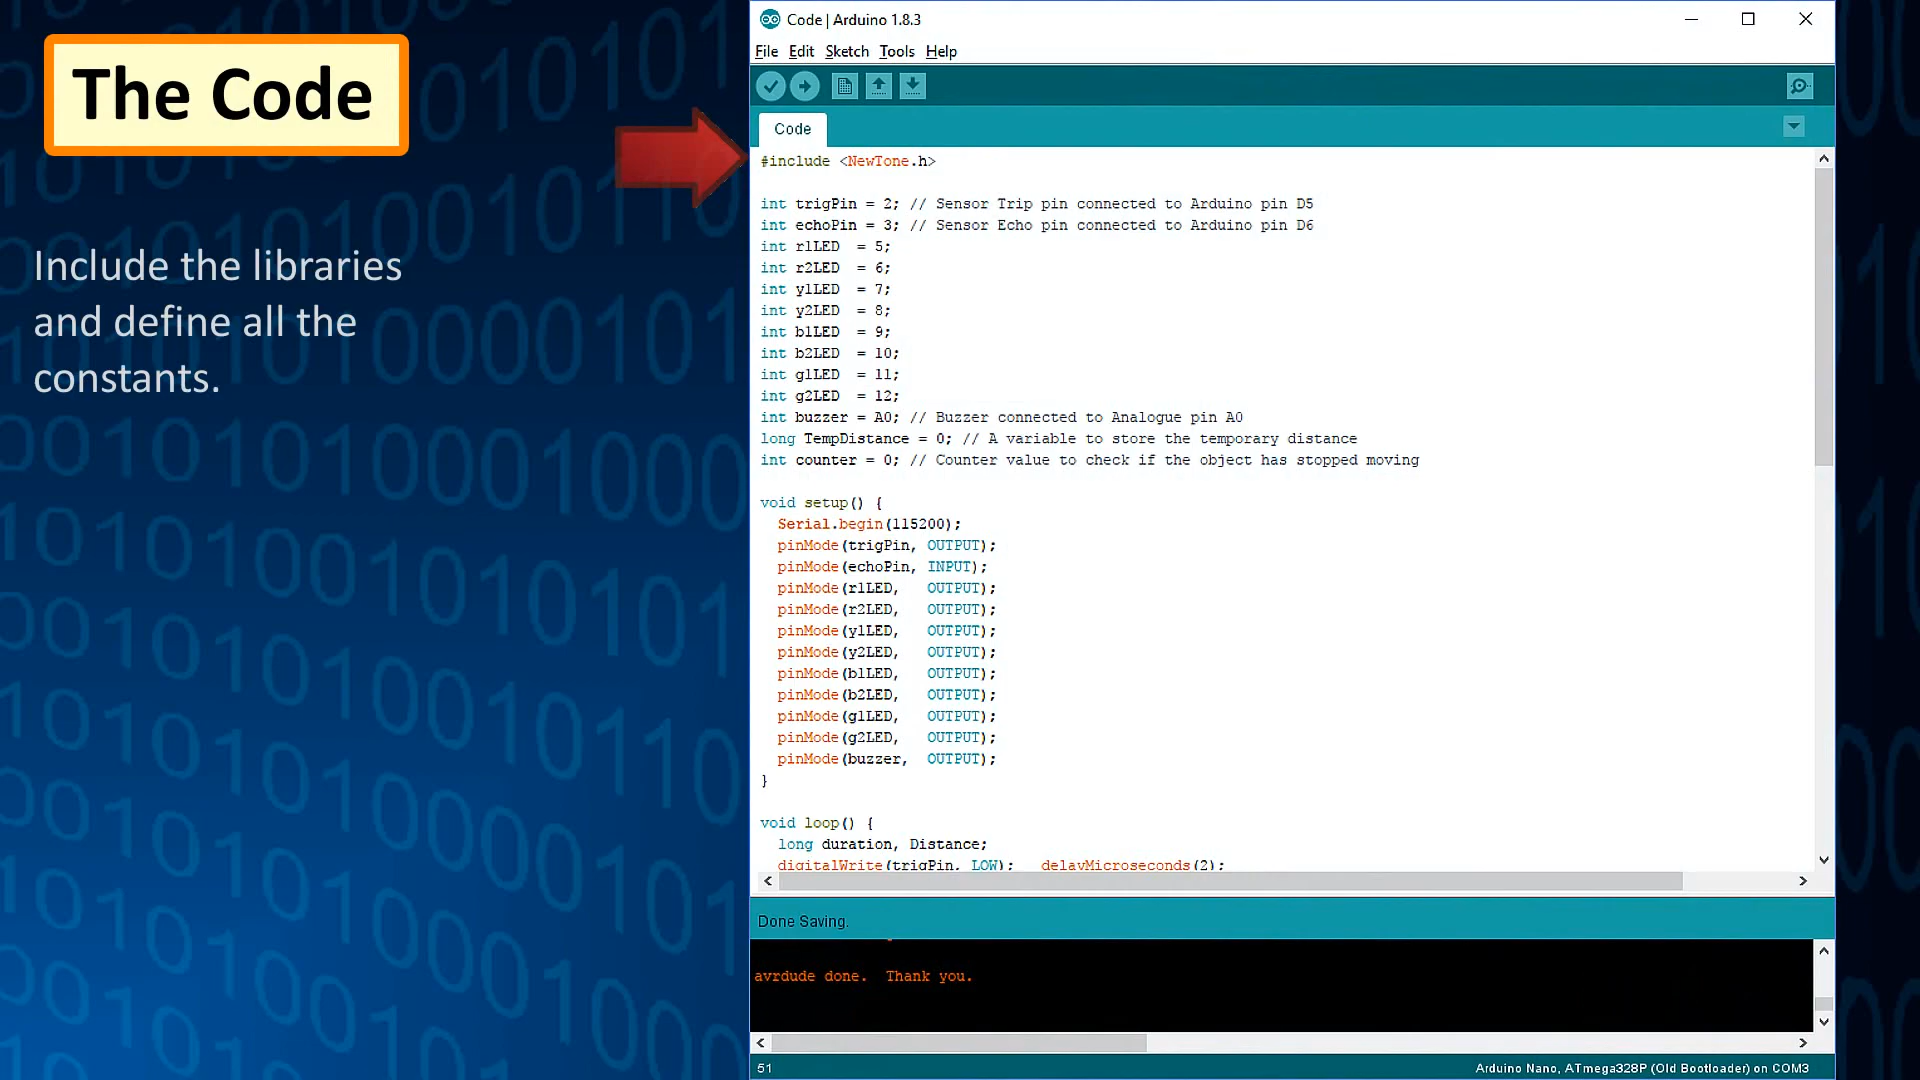 The Code
Include the libraries
and define all the
constants.
Code | Arduino 1.8.3
File Edit Sketch Tools Help
Code
#include <NewTone.h>
int trigPin = 2; // Sensor Trip pin connected to Arduino pin D5
int echoPin = 3; // Sensor Echo pin connected to Arduino pin D6
int r1LED  = 5;
int r2LED  = 6;
int y1LED  = 7;
int y2LED  = 8;
int b1LED  = 9;
int b2LED  = 10;
int g1LED  = 11;
int g2LED  = 12;
int buzzer = A0; // Buzzer connected to Analogue pin A0
long TempDistance = 0; // A variable to store the temporary distance
int counter = 0; // Counter value to check if the object has stopped moving
void setup() {
  Serial.begin(115200);
  pinMode(trigPin, OUTPUT);
  pinMode(echoPin, INPUT);
  pinMode(r1LED,   OUTPUT);
  pinMode(r2LED,   OUTPUT);
  pinMode(y1LED,   OUTPUT);
  pinMode(y2LED,   OUTPUT);
  pinMode(b1LED,   OUTPUT);
  pinMode(b2LED,   OUTPUT);
  pinMode(g1LED,   OUTPUT);
  pinMode(g2LED,   OUTPUT);
  pinMode(buzzer,  OUTPUT);
}
void loop() {
  long duration, Distance;
  digitalWrite(trigPin, LOW);   delayMicroseconds(2);
Done Saving.
avrdude done.  Thank you.
51
Arduino Nano, ATmega328P (Old Bootloader) on COM3